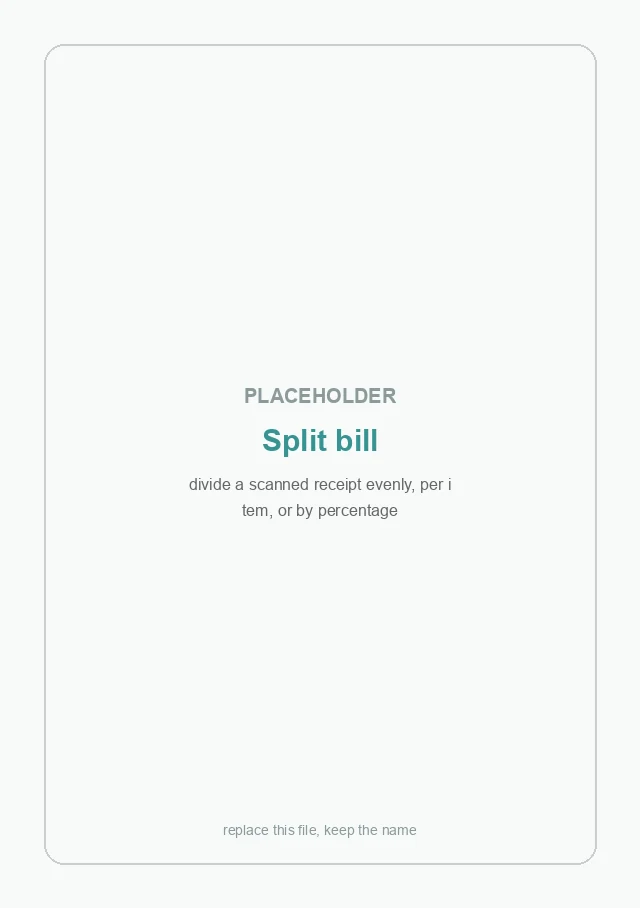 PLACEHOLDER
Split bill
divide a scanned receipt evenly, per i
tem, or by percentage
replace this file, keep the name